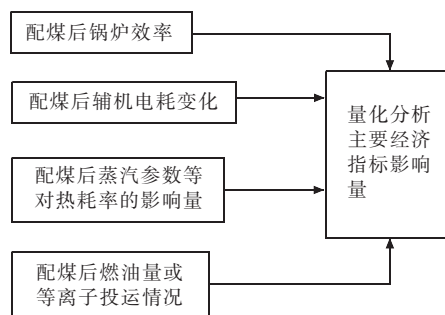 配煤后锅炉效率
配煤后辅机电耗变化
配煤后蒸汽参数等
对热耗率的影响量
配煤后燃油量或
等离子投运情况
量化分析
主要经济
指标影响
量